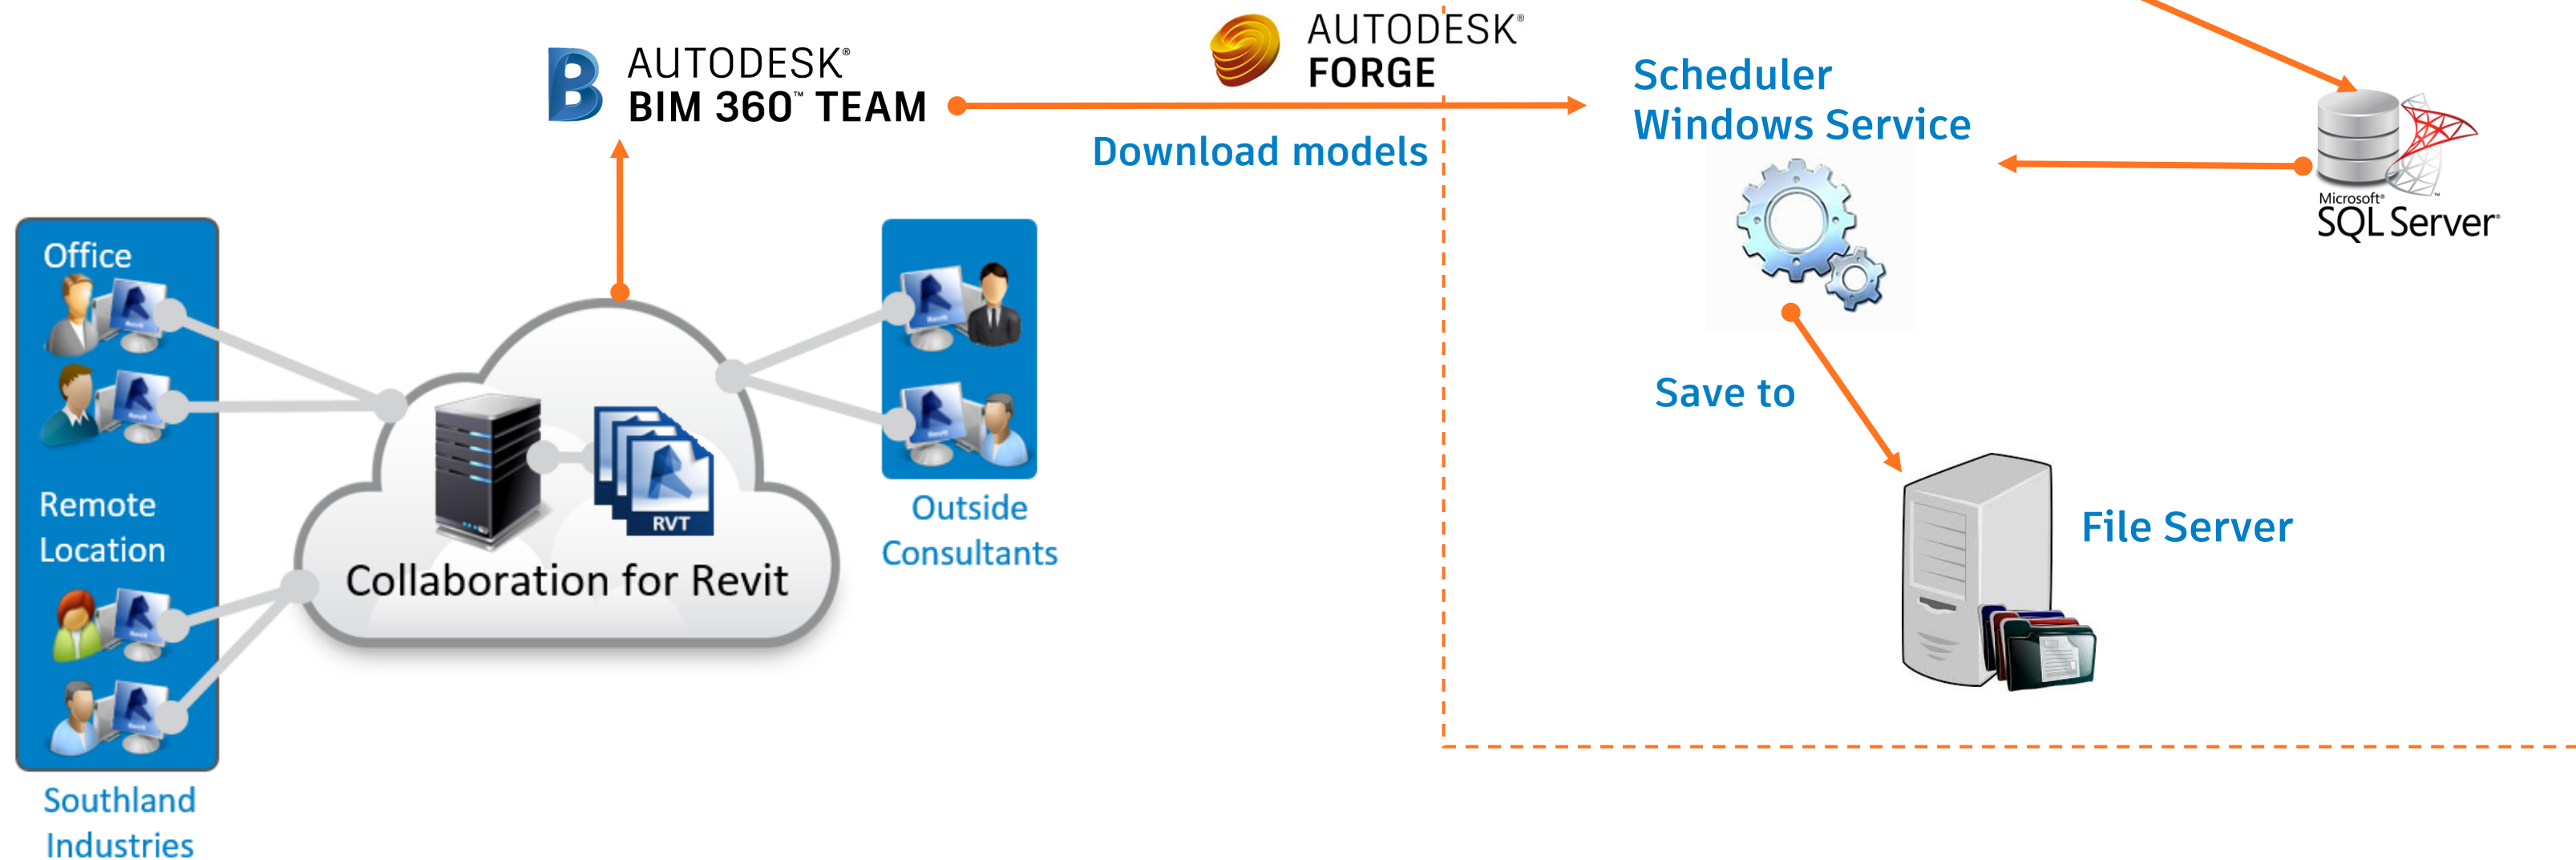 AUTODESK®
BIM 360™ TEAM
AUTODESK®
FORGE
Download models
Scheduler
Windows Service
Microsoft®
SQL Server®
Save to
File Server
Office
Remote
Location
Southland
Industries
RVT
Collaboration for Revit
Outside
Consultants